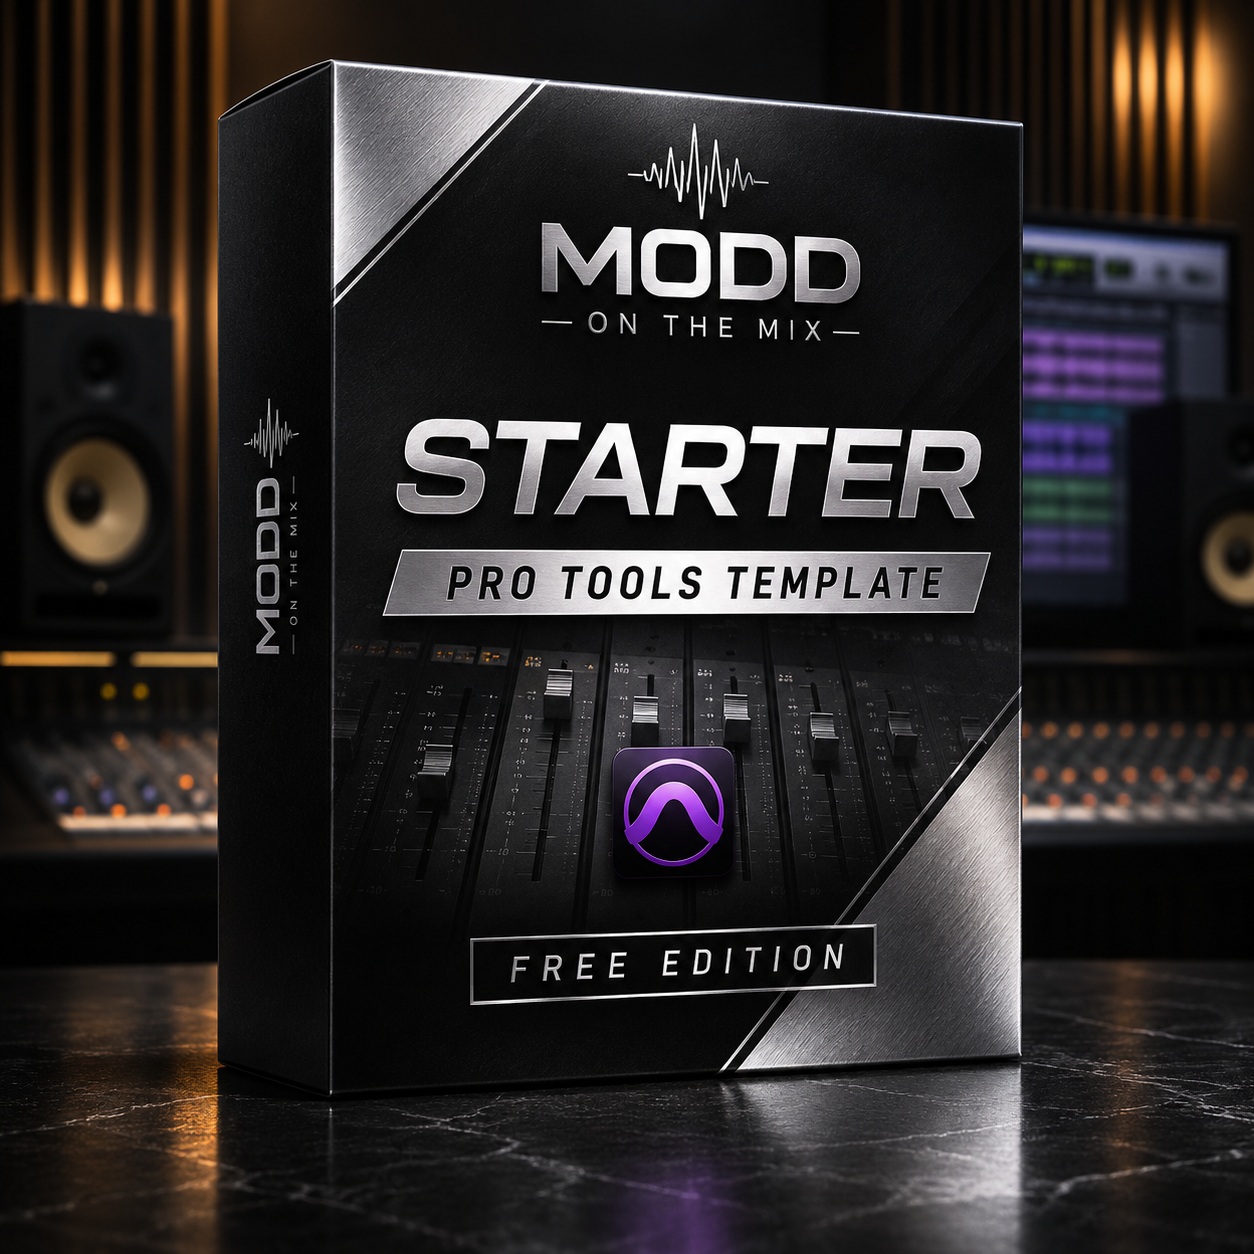 MODD
ON THE MIX
STARTER
PRO TOOLS TEMPLATE
FREE EDITION
MODD
ON THE MIX